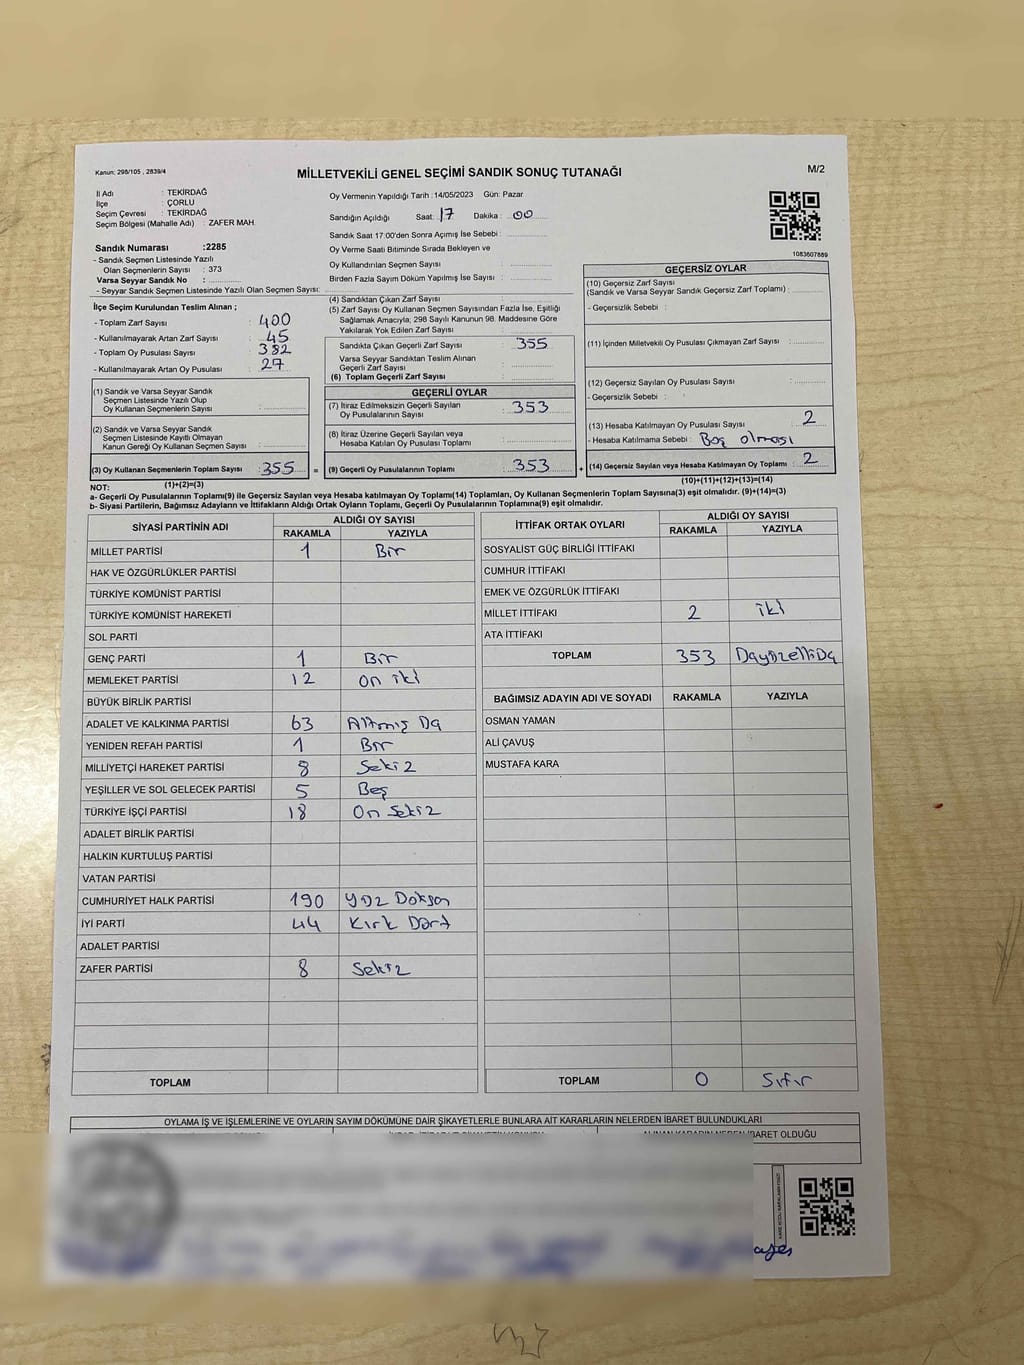 Kanun: 298/105 , 2839/4
MİLLETVEKİLİ GENEL SEÇİMİ SANDIK SONUÇ TUTANAĞI
M/2
İl Adı : TEKİRDAĞ
İlçe : ÇORLU
Seçim Çevresi : TEKİRDAĞ
Seçim Bölgesi (Mahalle Adı) : ZAFER MAH.
Sandık Numarası :2285
- Sandık Seçmen Listesinde Yazılı
Olan Seçmenlerin Sayısı : 373
Varsa Seyyar Sandık No :
- Seyyar Sandık Seçmen Listesinde Yazılı Olan Seçmen Sayısı:
Oy Vermenin Yapıldığı Tarih :14/05/2023 Gün: Pazar
Sandığın Açıldığı Saat: 17 Dakika : 00
Sandık Saat 17:00'den Sonra Açımış İse Sebebi :
Oy Verme Saati Bitiminde Sırada Bekleyen ve
Oy Kullandırılan Seçmen Sayısı :
Birden Fazla Sayım Döküm Yapılmış İse Sayısı :
1083607889
İlçe Seçim Kurulundan Teslim Alınan ;
- Toplam Zarf Sayısı : 400
- Kullanılmayarak Artan Zarf Sayısı : 45
- Toplam Oy Pusulası Sayısı : 382
- Kullanılmayarak Artan Oy Pusulası : 27
(4) Sandıktan Çıkan Zarf Sayısı :
(5) Zarf Sayısı Oy Kullanan Seçmen Sayısından Fazla İse, Eşitliği
Sağlamak Amacıyla; 298 Sayılı Kanunun 98. Maddesine Göre
Yakılarak Yok Edilen Zarf Sayısı
Sandıkta Çıkan Geçerli Zarf Sayısı : 355
Varsa Seyyar Sandıktan Teslim Alınan
Geçerli Zarf Sayısı :
(6) Toplam Geçerli Zarf Sayısı :
GEÇERSİZ OYLAR
(10) Geçersiz Zarf Sayısı
(Sandık ve Varsa Seyyar Sandık Geçersiz Zarf Toplamı) :
- Geçersizlik Sebebi :
(11) İçinden Milletvekili Oy Pusulası Çıkmayan Zarf Sayısı :
(12) Geçersiz Sayılan Oy Pusulası Sayısı :
- Geçersizlik Sebebi :
(13) Hesaba Katılmayan Oy Pusulası Sayısı : 2
- Hesaba Katılmama Sebebi : Boş olması
(14) Geçersiz Sayılan veya Hesaba Katılmayan Oy Toplamı : 2
(10)+(11)+(12)+(13)=(14)
(1) Sandık ve Varsa Seyyar Sandık
Seçmen Listesinde Yazılı Olup
Oy Kullanan Seçmenlerin Sayısı :
(2) Sandık ve Varsa Seyyar Sandık
Seçmen Listesinde Kayıtlı Olmayan
Kanun Gereği Oy Kullanan Seçmen Sayısı :
(3) Oy Kullanan Seçmenlerin Toplam Sayısı : 355 =
(1)+(2)=(3)
GEÇERLİ OYLAR
(7) İtiraz Edilmeksizin Geçerli Sayılan
Oy Pusulalarının Sayısı : 353
(8) İtiraz Üzerine Geçerli Sayılan veya
Hesaba Katılan Oy Pusulası Toplamı :
(9) Geçerli Oy Pusulalarının Toplamı : 353 +
NOT:
a- Geçerli Oy Pusulalarının Toplamı(9) ile Geçersiz Sayılan veya Hesaba katılmayan Oy Toplamı(14) Toplamları, Oy Kullanan Seçmenlerin Toplam Sayısına(3) eşit olmalıdır. (9)+(14)=(3)
b- Siyasi Partilerin, Bağımsız Adayların ve İttifakların Aldığı Ortak Oyların Toplamı, Geçerli Oy Pusulalarının Toplamına(9) eşit olmalıdır.
SİYASİ PARTİNİN ADI ALDIĞI OY SAYISI
RAKAMLA YAZIYLA
MİLLET PARTİSİ 1 Bir
HAK VE ÖZGÜRLÜKLER PARTİSİ
TÜRKİYE KOMÜNİST PARTİSİ
TÜRKİYE KOMÜNİST HAREKETİ
SOL PARTİ
GENÇ PARTİ 1 Bir
MEMLEKET PARTİSİ 12 On iki
BÜYÜK BİRLİK PARTİSİ
ADALET VE KALKINMA PARTİSİ 63 Altmış Üç
YENİDEN REFAH PARTİSİ 1 Bir
MİLLİYETÇİ HAREKET PARTİSİ 8 Sekiz
YEŞİLLER VE SOL GELECEK PARTİSİ 5 Beş
TÜRKİYE İŞÇİ PARTİSİ 18 On Sekiz
ADALET BİRLİK PARTİSİ
HALKIN KURTULUŞ PARTİSİ
VATAN PARTİSİ
CUMHURİYET HALK PARTİSİ 190 Yüz Doksan
İYİ PARTİ 44 Kırk Dört
ADALET PARTİSİ
ZAFER PARTİSİ 8 Sekiz
TOPLAM
İTTİFAK ORTAK OYLARI ALDIĞI OY SAYISI
RAKAMLA YAZIYLA
SOSYALİST GÜÇ BİRLİĞİ İTTİFAKI
CUMHUR İTTİFAKI
EMEK VE ÖZGÜRLÜK İTTİFAKI
MİLLET İTTİFAKI 2 iki
ATA İTTİFAKI
TOPLAM 353 ÜçyüzelliÜç
BAĞIMSIZ ADAYIN ADI VE SOYADI RAKAMLA YAZIYLA
OSMAN YAMAN
ALİ ÇAVUŞ
MUSTAFA KARA
TOPLAM 0 Sıfır
OYLAMA İŞ VE İŞLEMLERİNE VE OYLARIN SAYIM DÖKÜMÜNE DAİR ŞİKAYETLERLE BUNLARA AİT KARARLARIN NELERDEN İBARET BULUNDUKLARI
ALINAN KARARIN NEDEN İBARET OLDUĞU